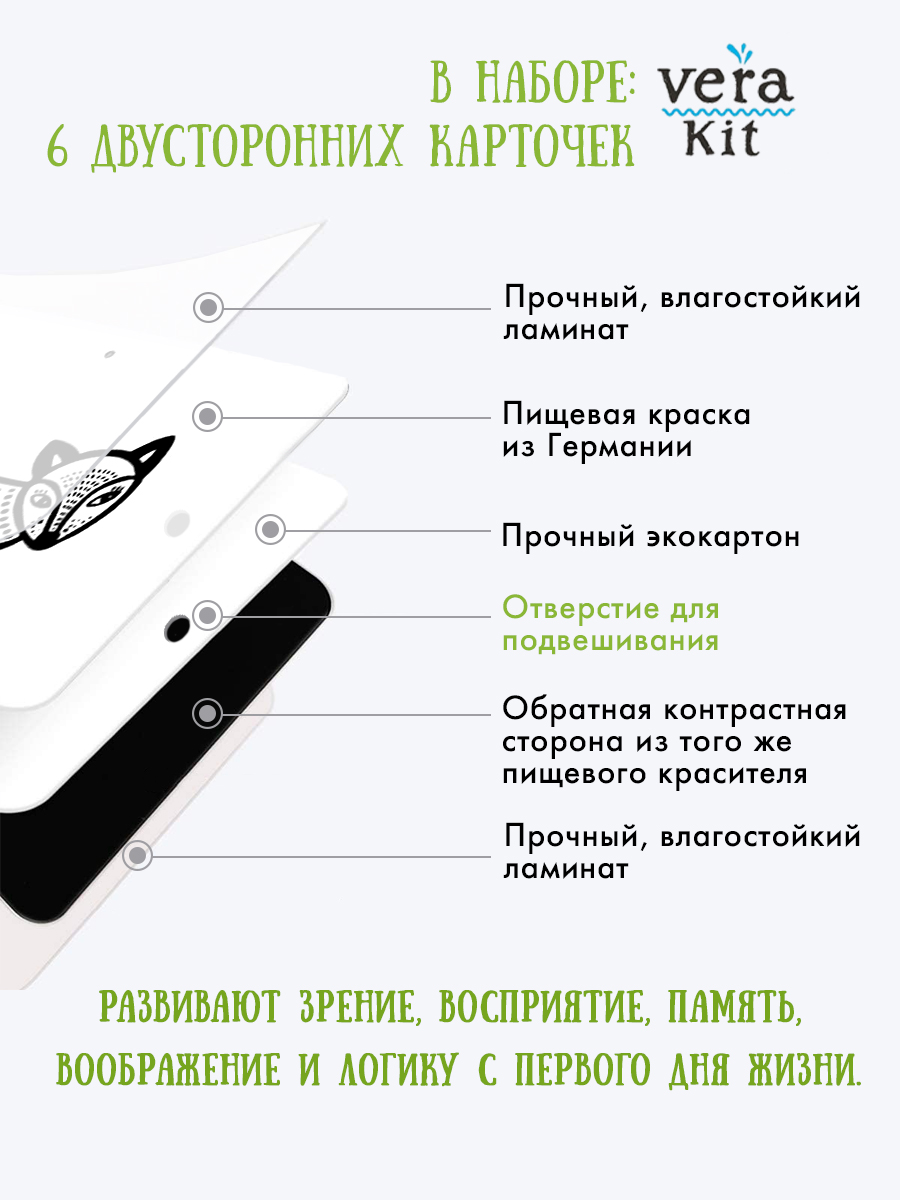 В НАБОРЕ:
6 ДВУСТОРОННИХ КАРТОЧЕК
vera
Kit
Прочный, влагостойкий
ламинат
Пищевая краска
из Германии
Прочный экокартон
Отверстие для
подвешивания
Обратная контрастная
сторона из того же
пищевого красителя
Прочный, влагостойкий
ламинат
РАЗВИВАЮТ ЗРЕНИЕ, ВОСПРИЯТИЕ, ПАМЯТЬ,
ВООБРАЖЕНИЕ И ЛОГИКУ С ПЕРВОГО ДНЯ ЖИЗНИ.